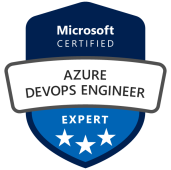 Microsoft
CERTIFIED
AZURE
DEVOPS ENGINEER
EXPERT